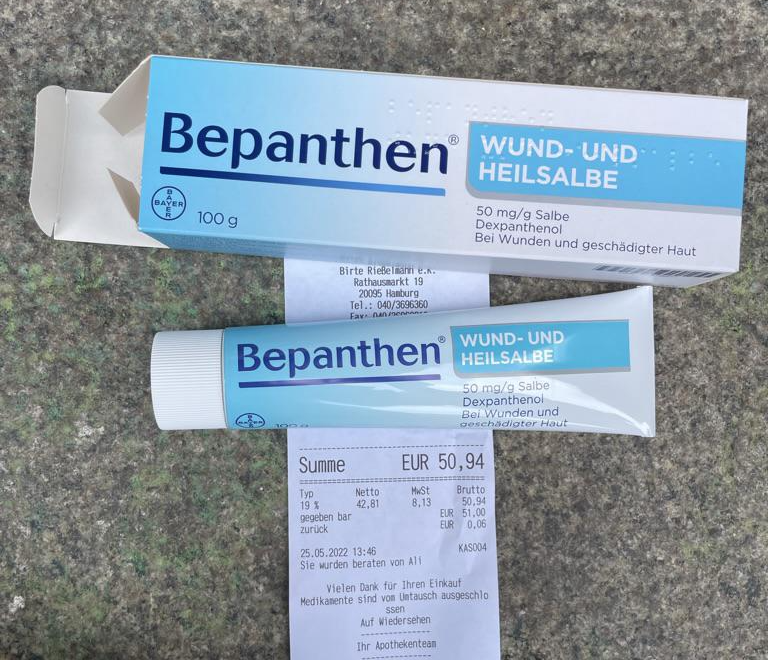 Bepanthen®
WUND- UND
HEILSALBE
BAYER
BAYER
100 g
50 mg/g Salbe
Dexpanthenol
Bei Wunden und geschädigter Haut
Birte Rießelmann e.K.
Rathausmarkt 19
20095 Hamburg
Tel.: 040/3696360
Fax:
Bepanthen®
WUND- UND
HEILSALBE
50 mg/g Salbe
Dexpanthenol
Bei Wunden und
geschädigter Haut
BAYER
100 g
Summe EUR 50,94
Typ Netto MwSt Brutto
19 % 42,81 8,13 50,94
gegeben bar EUR 51,00
zurück EUR 0,06
25.05.2022 13:46 KAS004
Sie wurden beraten von Ali
Vielen Dank für Ihren Einkauf
Medikamente sind vom Umtausch ausgeschlo
ssen
Auf Wiedersehen
Ihr Apothekenteam